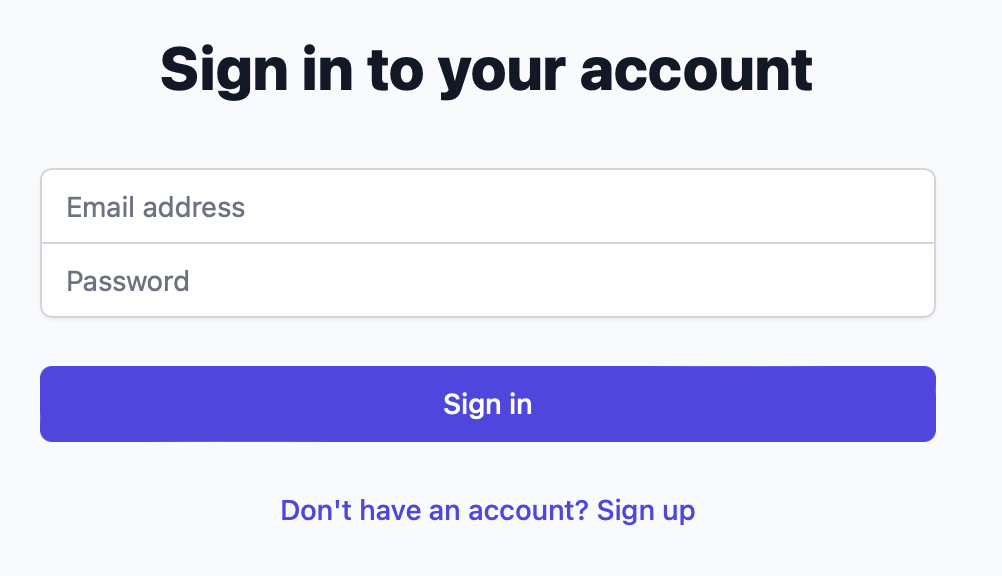 Sign in to your account
Email address
Password
Sign in
Don't have an account? Sign up